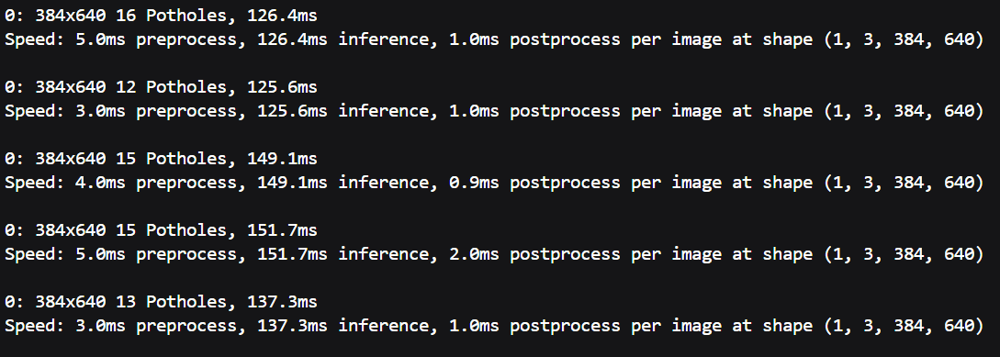 0: 384x640 16 Potholes, 126.4ms
Speed: 5.0ms preprocess, 126.4ms inference, 1.0ms postprocess per image at shape (1, 3, 384, 640)
0: 384x640 12 Potholes, 125.6ms
Speed: 3.0ms preprocess, 125.6ms inference, 1.0ms postprocess per image at shape (1, 3, 384, 640)
0: 384x640 15 Potholes, 149.1ms
Speed: 4.0ms preprocess, 149.1ms inference, 0.9ms postprocess per image at shape (1, 3, 384, 640)
0: 384x640 15 Potholes, 151.7ms
Speed: 5.0ms preprocess, 151.7ms inference, 2.0ms postprocess per image at shape (1, 3, 384, 640)
0: 384x640 13 Potholes, 137.3ms
Speed: 3.0ms preprocess, 137.3ms inference, 1.0ms postprocess per image at shape (1, 3, 384, 640)